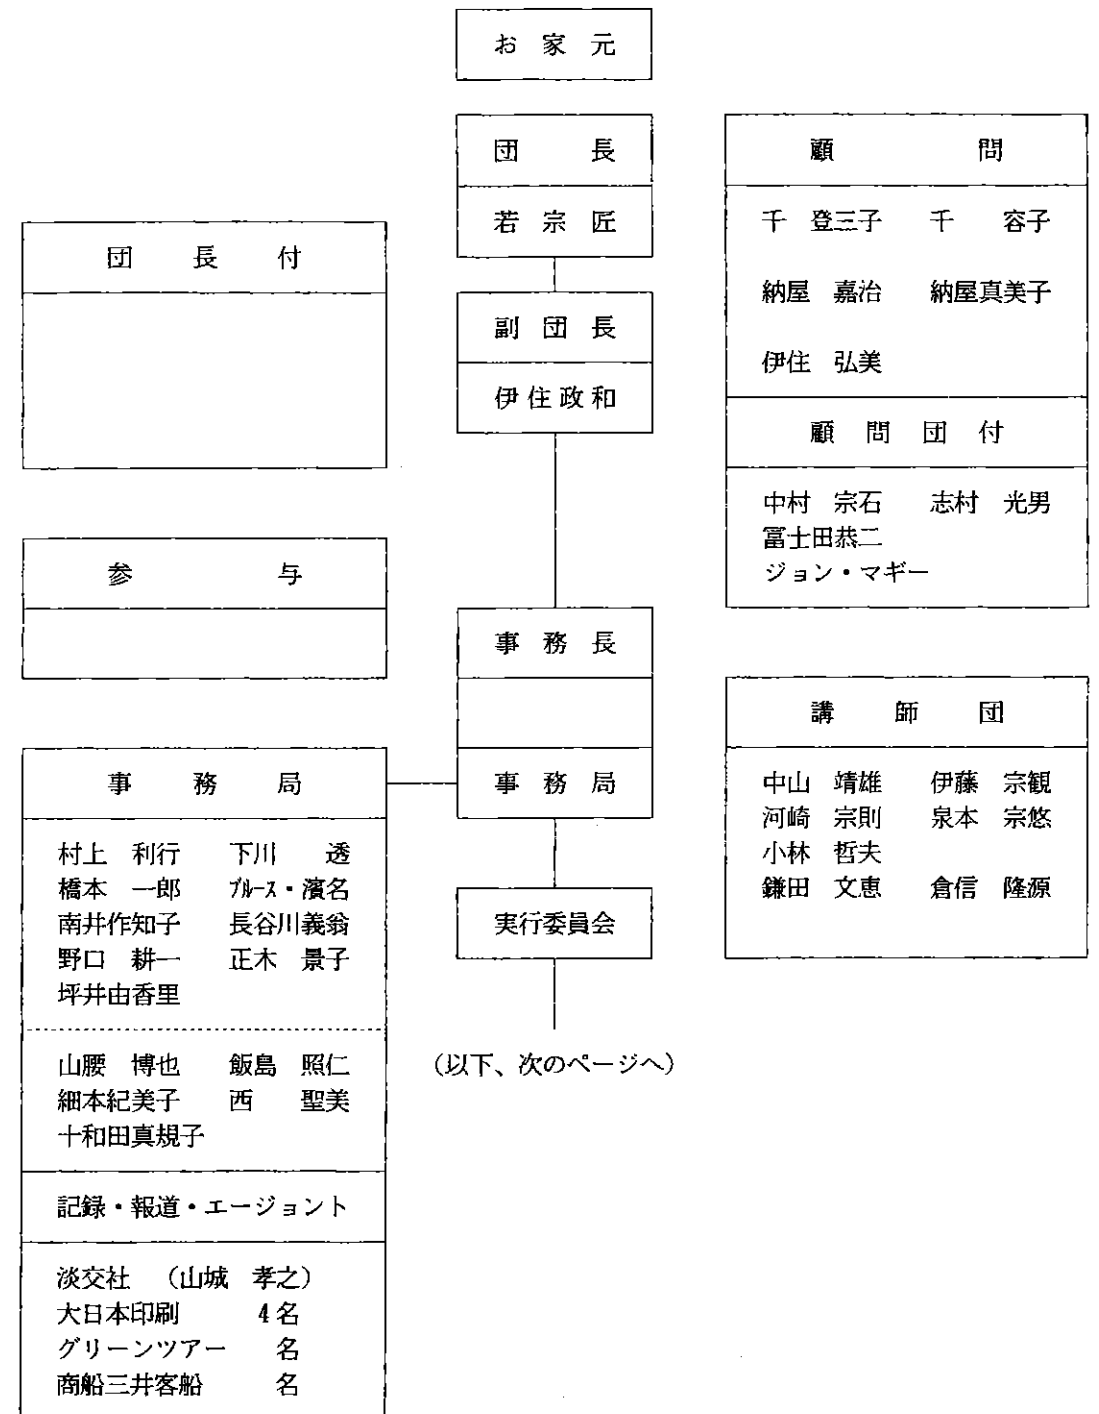 お家元
団長
若宗匠
副団長
伊住政和
団長付
参与
事務長
事務局
実行委員会
(以下、次のページへ)
顧問
千 登三子 千 容子
納屋 嘉治 納屋真美子
伊住 弘美
顧問団付
中村 宗石 志村 光男
冨士田恭二
ジョン・マギー
講師団
中山 靖雄 伊藤 宗観
河崎 宗則 泉本 宗悠
小林 哲夫
鎌田 文恵 倉信 隆源
事務局
村上 利行 下川 透
橋本 一郎 ブルース・濱名
南井作知子 長谷川義翁
野口 耕一 正木 景子
坪井由香里
山腰 博也 飯島 照仁
細本紀美子 西 聖美
十和田真規子
記録・報道・エージョント
淡交社 (山城 孝之)
大日本印刷 4名
グリーンツアー 名
商船三井客船 名